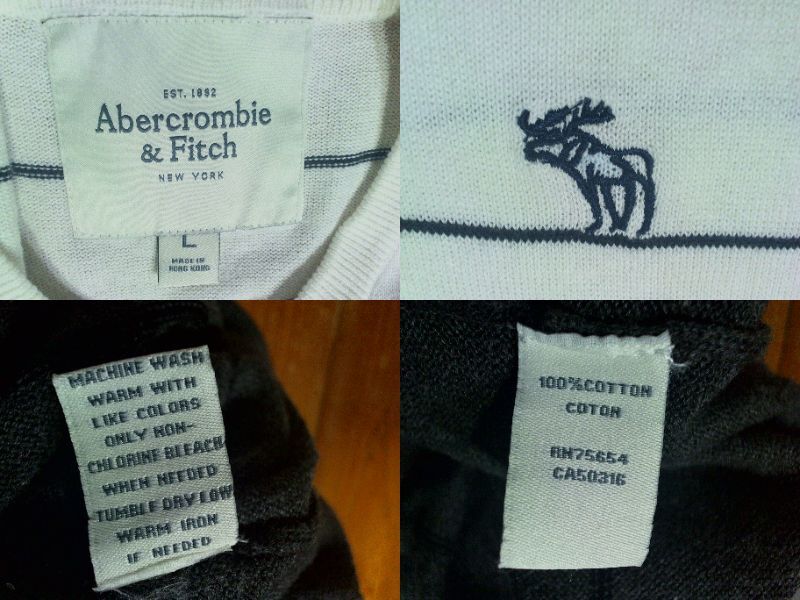 EST. 1892
Abercrombie
& Fitch
NEW YORK
L
MADE IN
HONG KONG
MACHINE WASH
WARM WITH
LIKE COLORS
ONLY NON-
CHLORINE BLEACH
WHEN NEEDED
TUMBLE DRY LOW
WARM IRON
IF NEEDED
100%COTTON
COTON
RN75654
CA50316